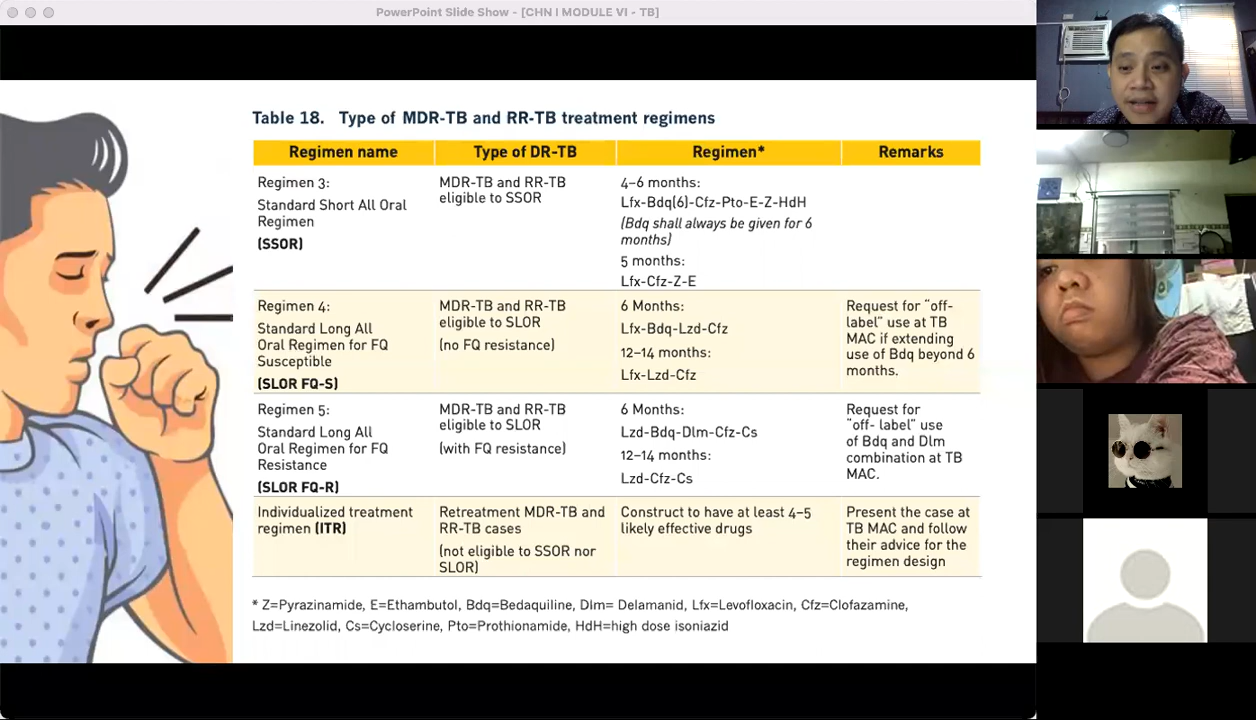 PowerPoint Slide Show - [CHN I MODULE VI - TB]
Table 18. Type of MDR-TB and RR-TB treatment regimens
Regimen name Type of DR-TB Regimen* Remarks
Regimen 3:
Standard Short All Oral
Regimen
(SSOR)
MDR-TB and RR-TB
eligible to SSOR
4–6 months:
Lfx-Bdq(6)-Cfz-Pto-E-Z-HdH
(Bdq shall always be given for 6
months)
5 months:
Lfx-Cfz-Z-E
Regimen 4:
Standard Long All
Oral Regimen for FQ
Susceptible
(SLOR FQ-S)
MDR-TB and RR-TB
eligible to SLOR
(no FQ resistance)
6 Months:
Lfx-Bdq-Lzd-Cfz
12–14 months:
Lfx-Lzd-Cfz
Request for “off-
label” use at TB
MAC if extending
use of Bdq beyond 6
months.
Regimen 5:
Standard Long All
Oral Regimen for FQ
Resistance
(SLOR FQ-R)
MDR-TB and RR-TB
eligible to SLOR
(with FQ resistance)
6 Months:
Lzd-Bdq-Dlm-Cfz-Cs
12–14 months:
Lzd-Cfz-Cs
Request for
“off- label” use
of Bdq and Dlm
combination at TB
MAC.
Individualized treatment
regimen (ITR)
Retreatment MDR-TB and
RR-TB cases
(not eligible to SSOR nor
SLOR)
Construct to have at least 4–5
likely effective drugs
Present the case at
TB MAC and follow
their advice for the
regimen design
* Z=Pyrazinamide, E=Ethambutol, Bdq=Bedaquiline, Dlm= Delamanid, Lfx=Levofloxacin, Cfz=Clofazamine,
Lzd=Linezolid, Cs=Cycloserine, Pto=Prothionamide, HdH=high dose isoniazid